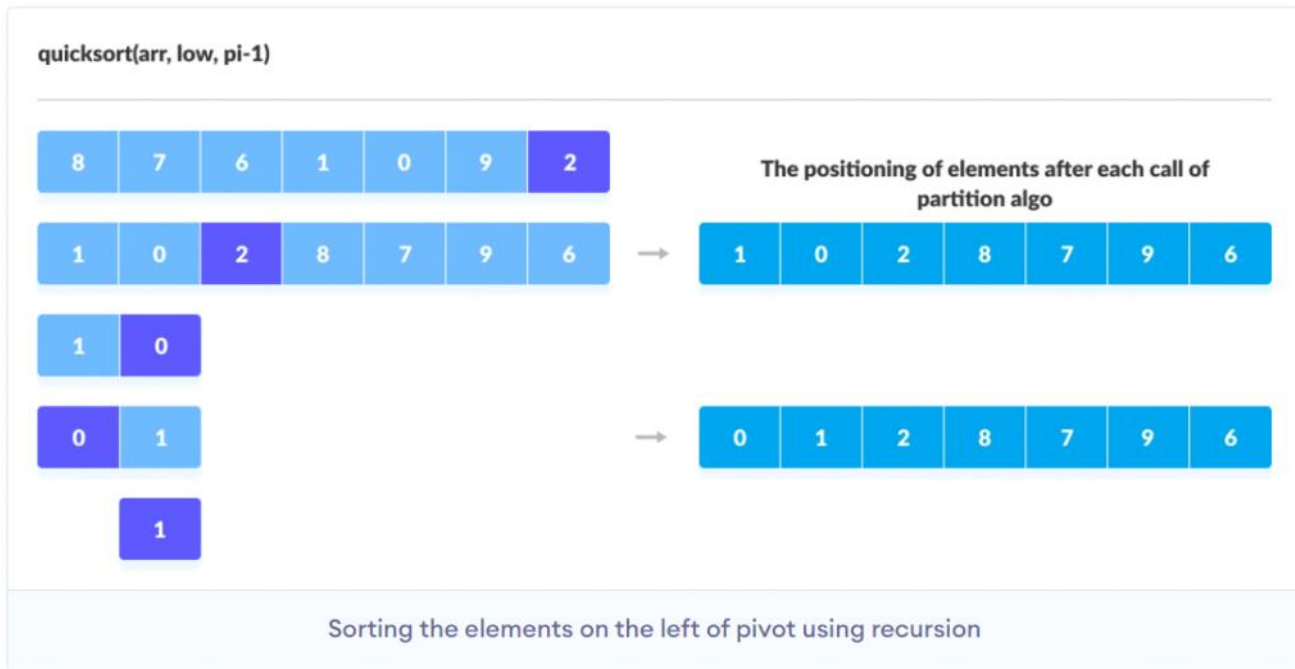 quicksort(arr, low, pi-1)
8 7 6 1 0 9 2
The positioning of elements after each call of
partition algo
1 0 2 8 7 9 6 → 1 0 2 8 7 9 6
1 0
0 1 → 0 1 2 8 7 9 6
1
Sorting the elements on the left of pivot using recursion